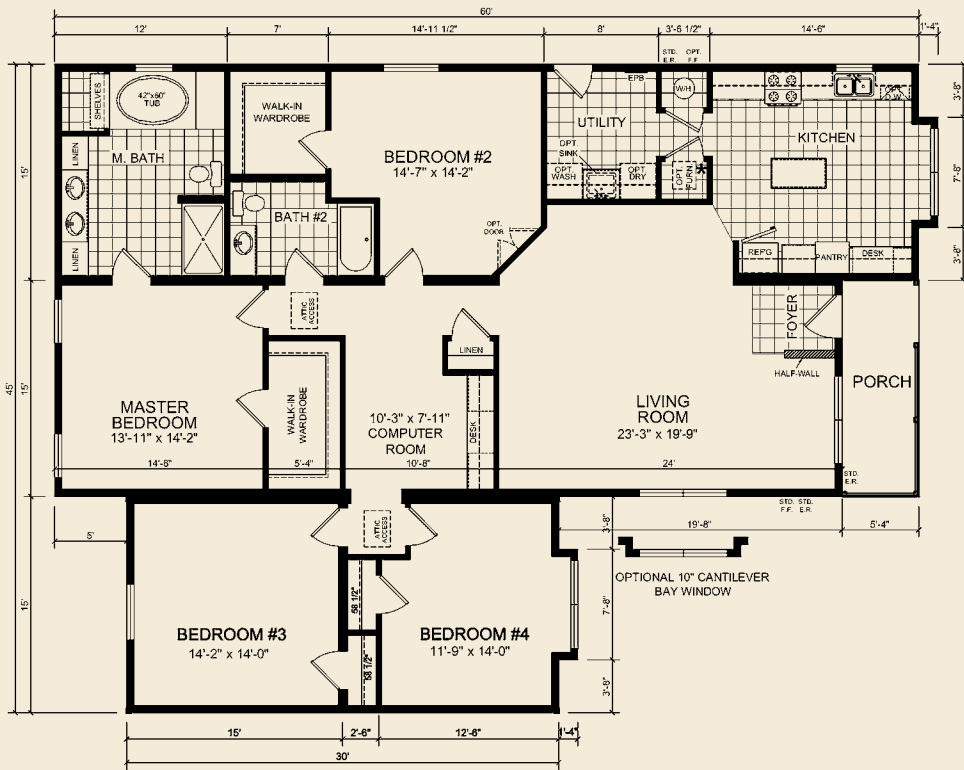 60'
12'
7'
14'-11 1/2"
8'
3'-6 1/2"
14'-6"
1'-4"
STD. OPT.
E.R. F.F.
SHELVES
42"x60"
TUB
WALK-IN
WARDROBE
EPB
W/H
OPT.
D.W.
3'-8"
UTILITY
KITCHEN
LINEN
M. BATH
BEDROOM #2
14'-7" x 14'-2"
OPT.
SINK
OPT.
WASH
OPT.
DRY
OPT.
FURN.
15'
7'-8"
BATH #2
OPT.
DOOR
LINEN
REF'G
PANTRY
DESK
3'-8"
ATTIC
ACCESS
FOYER
LINEN
HALF-WALL
PORCH
45'
15'
MASTER
BEDROOM
13'-11" x 14'-2"
WALK-IN
WARDROBE
10'-3" x 7'-11"
COMPUTER
ROOM
DESK
LIVING
ROOM
23'-3" x 19'-9"
14'-6"
5'-4"
10'-8"
24'
STD.
E.R.
STD. STD.
F.F. E.R.
5'
ATTIC
ACCESS
3'-8"
19'-8"
5'-4"
OPTIONAL 10" CANTILEVER
BAY WINDOW
15'
58 1/2"
7'-8"
BEDROOM #3
14'-2" x 14'-0"
BEDROOM #4
11'-9" x 14'-0"
58 1/2"
3'-8"
15'
2'-6"
12'-6"
1'-4"
30'